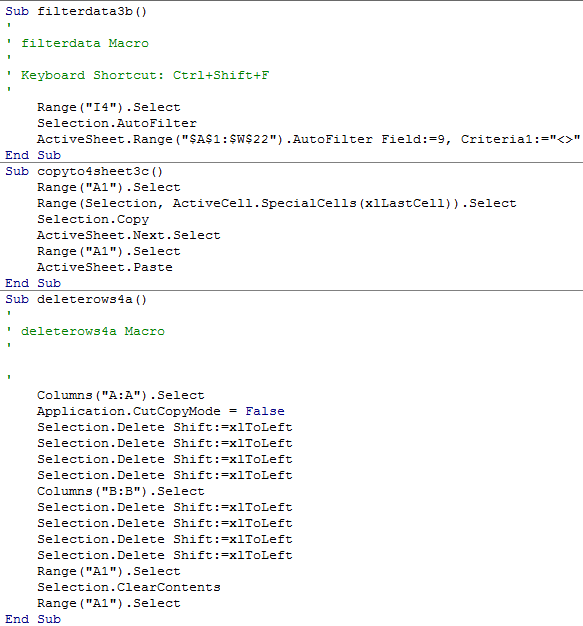 Sub filterdata3b()
'
' filterdata Macro
'
' Keyboard Shortcut: Ctrl+Shift+F
'
    Range("I4").Select
    Selection.AutoFilter
    ActiveSheet.Range("$A$1:$W$22").AutoFilter Field:=9, Criteria1:="<>"
End Sub
Sub copyto4sheet3c()
    Range("A1").Select
    Range(Selection, ActiveCell.SpecialCells(xlLastCell)).Select
    Selection.Copy
    ActiveSheet.Next.Select
    Range("A1").Select
    ActiveSheet.Paste
End Sub
Sub deleterows4a()
'
' deleterows4a Macro
'

'
    Columns("A:A").Select
    Application.CutCopyMode = False
    Selection.Delete Shift:=xlToLeft
    Selection.Delete Shift:=xlToLeft
    Selection.Delete Shift:=xlToLeft
    Selection.Delete Shift:=xlToLeft
    Columns("B:B").Select
    Selection.Delete Shift:=xlToLeft
    Selection.Delete Shift:=xlToLeft
    Selection.Delete Shift:=xlToLeft
    Selection.Delete Shift:=xlToLeft
    Range("A1").Select
    Selection.ClearContents
    Range("A1").Select
End Sub